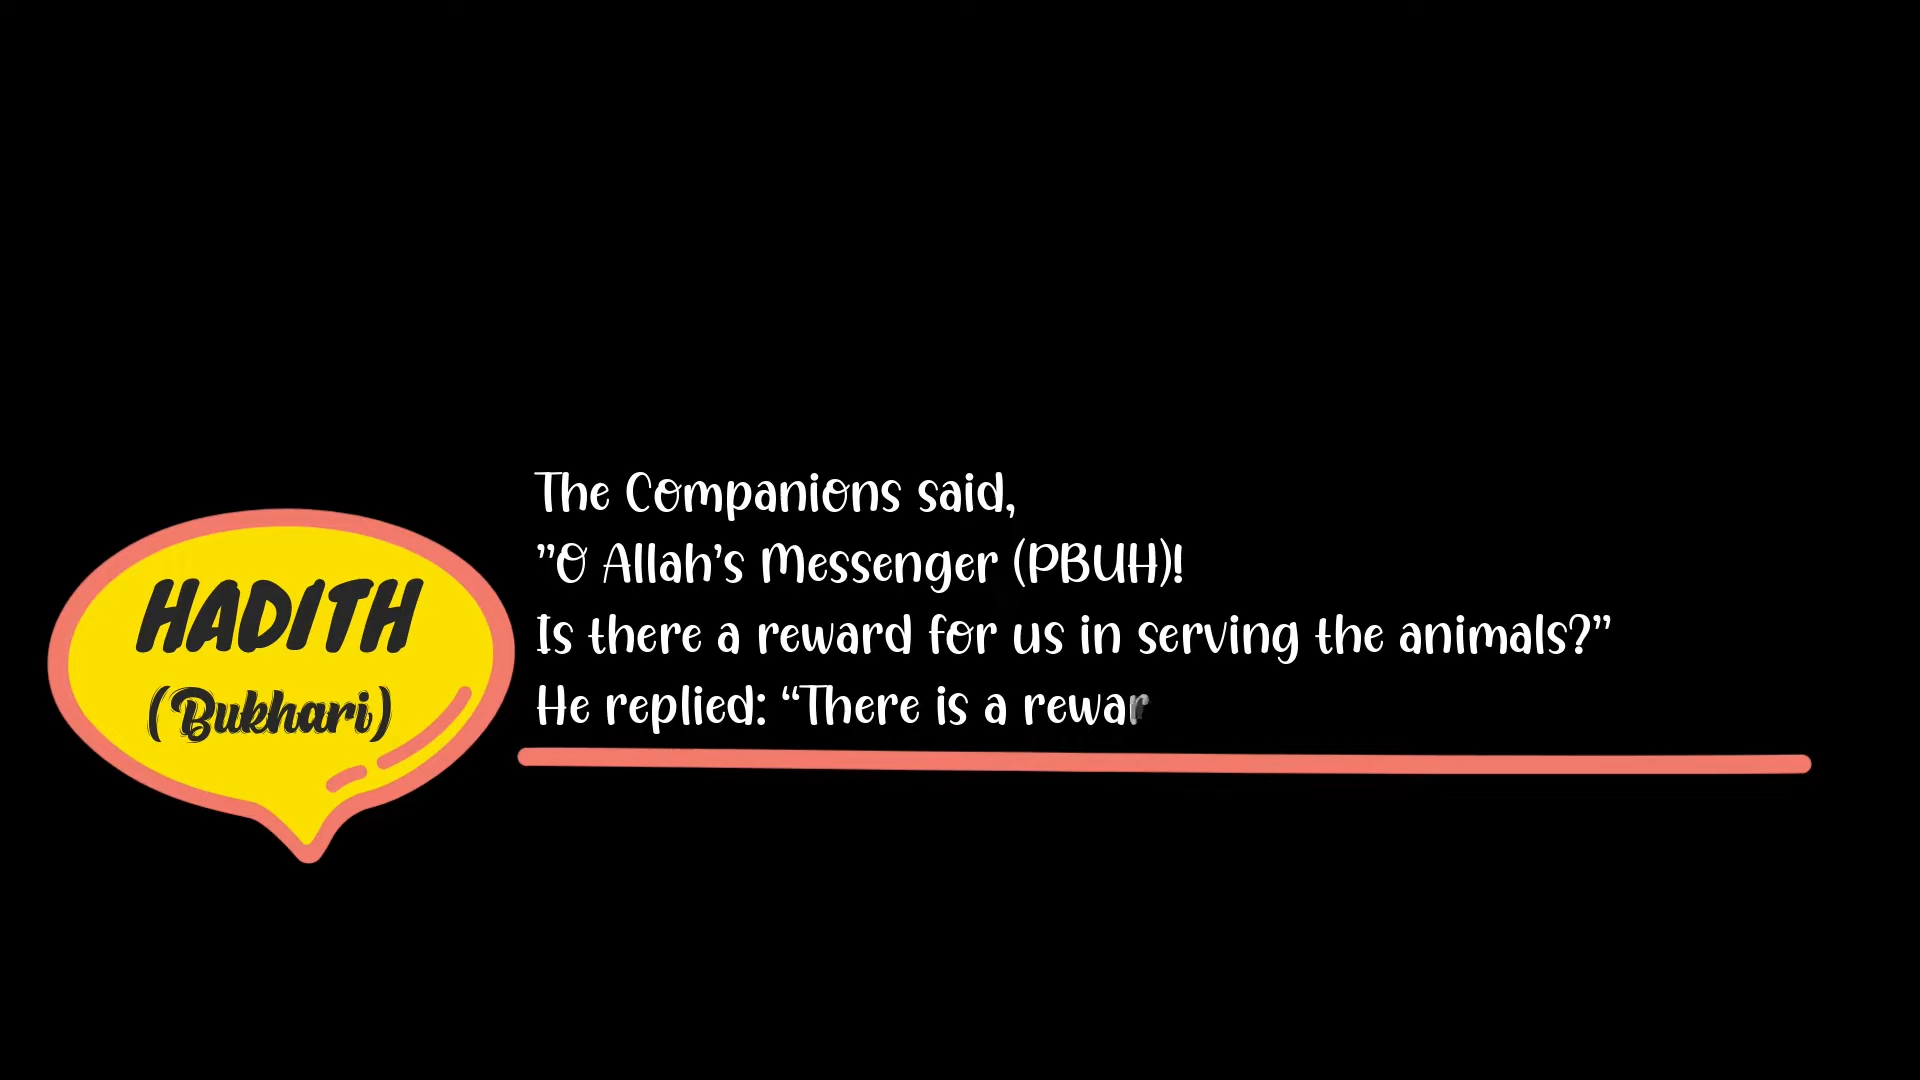 HADITH
(Bukhari)
The Companions said,
"O Allah's Messenger (PBUH)!
Is there a reward for us in serving the animals?"
He replied: “There is a rewar